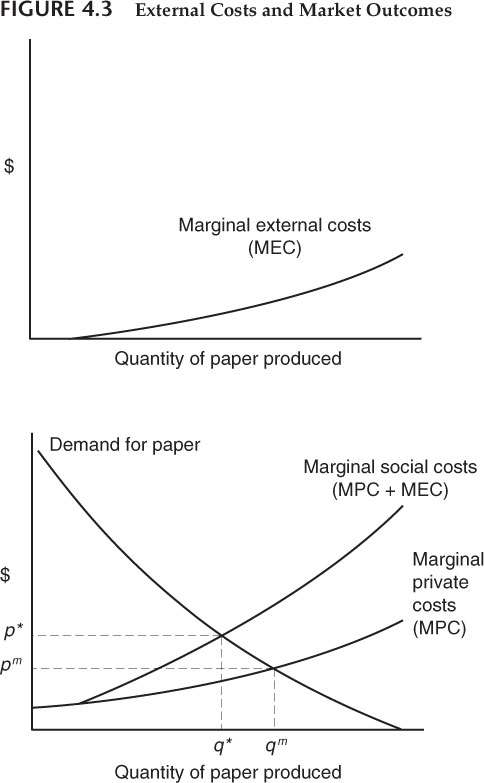 FIGURE 4.3 External Costs and Market Outcomes
$
Marginal external costs
(MEC)
Quantity of paper produced
Demand for paper
Marginal social costs
(MPC + MEC)
$
Marginal
private
costs
(MPC)
p*
pᵐ
q* qᵐ
Quantity of paper produced